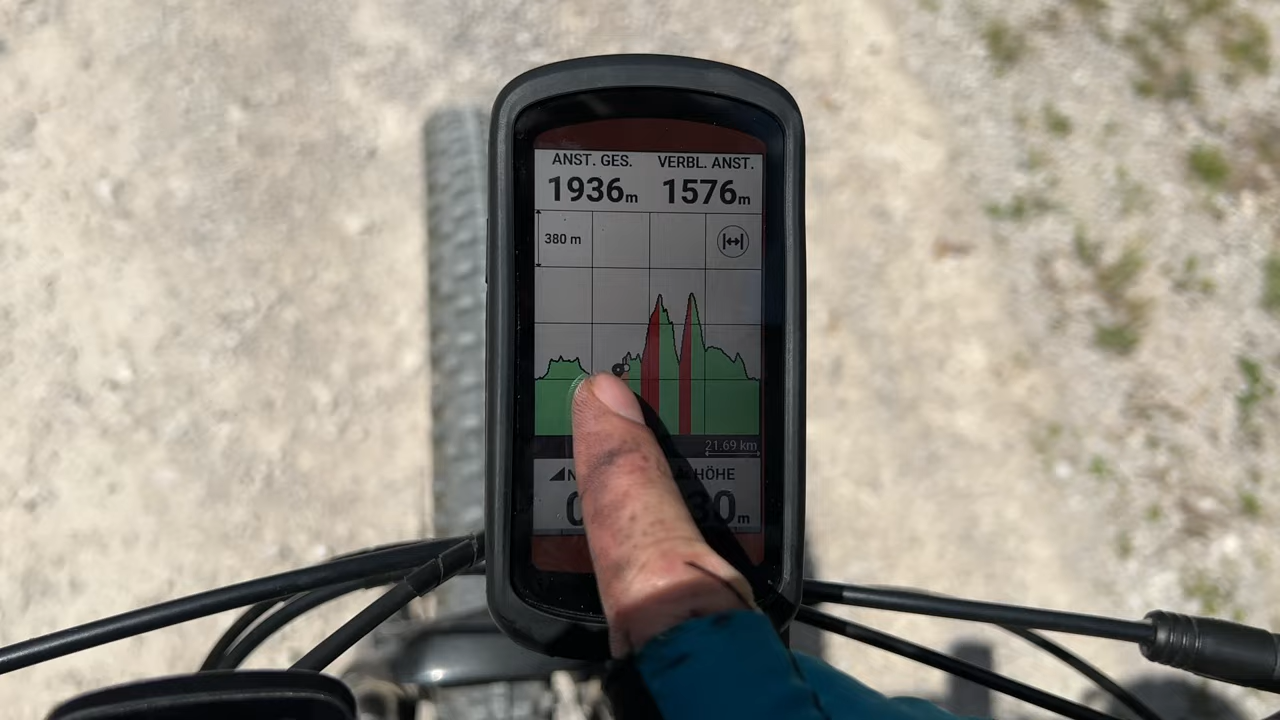 ANST. GES. VERBL. ANST.
1936m 1576m
380 m
21.69 km
HÖHE